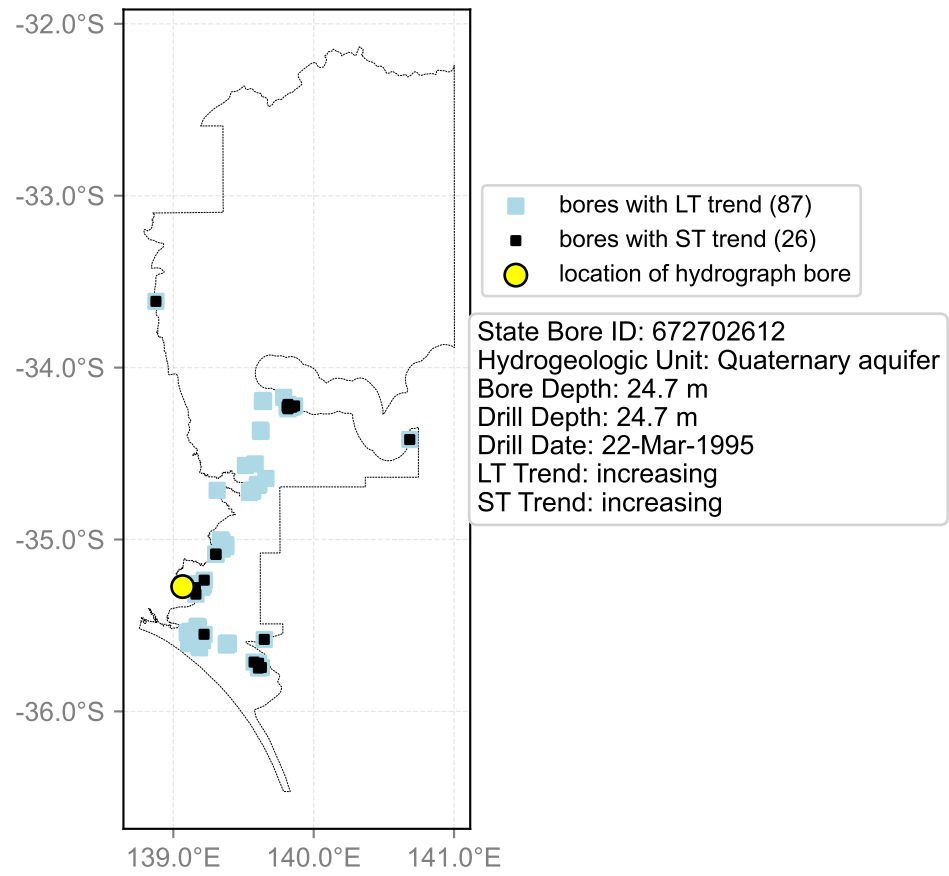 -32.0°S
-33.0°S
-34.0°S
-35.0°S
-36.0°S
139.0°E
140.0°E
141.0°E
bores with LT trend (87)
bores with ST trend (26)
location of hydrograph bore
State Bore ID: 672702612
Hydrogeologic Unit: Quaternary aquifer
Bore Depth: 24.7 m
Drill Depth: 24.7 m
Drill Date: 22-Mar-1995
LT Trend: increasing
ST Trend: increasing